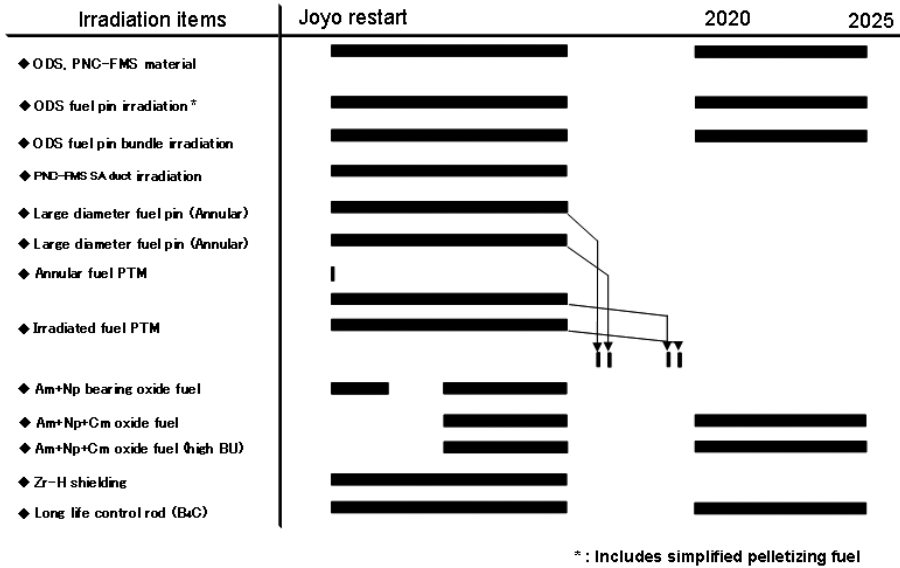 Irradiation items Joyo restart 2020 2025
◆ODS, PNC-FMS material
◆ODS fuel pin irradiation*
◆ODS fuel pin bundle irradiation
◆PNC-FMS SA duct irradiation
◆Large diameter fuel pin (Annular)
◆Large diameter fuel pin (Annular)
◆Annular fuel PTM
◆Irradiated fuel PTM
◆Am+Np bearing oxide fuel
◆Am+Np+Cm oxide fuel
◆Am+Np+Cm oxide fuel (high BU)
◆Zr-H shielding
◆Long life control rod (B₄C)
* : Includes simplified pelletizing fuel